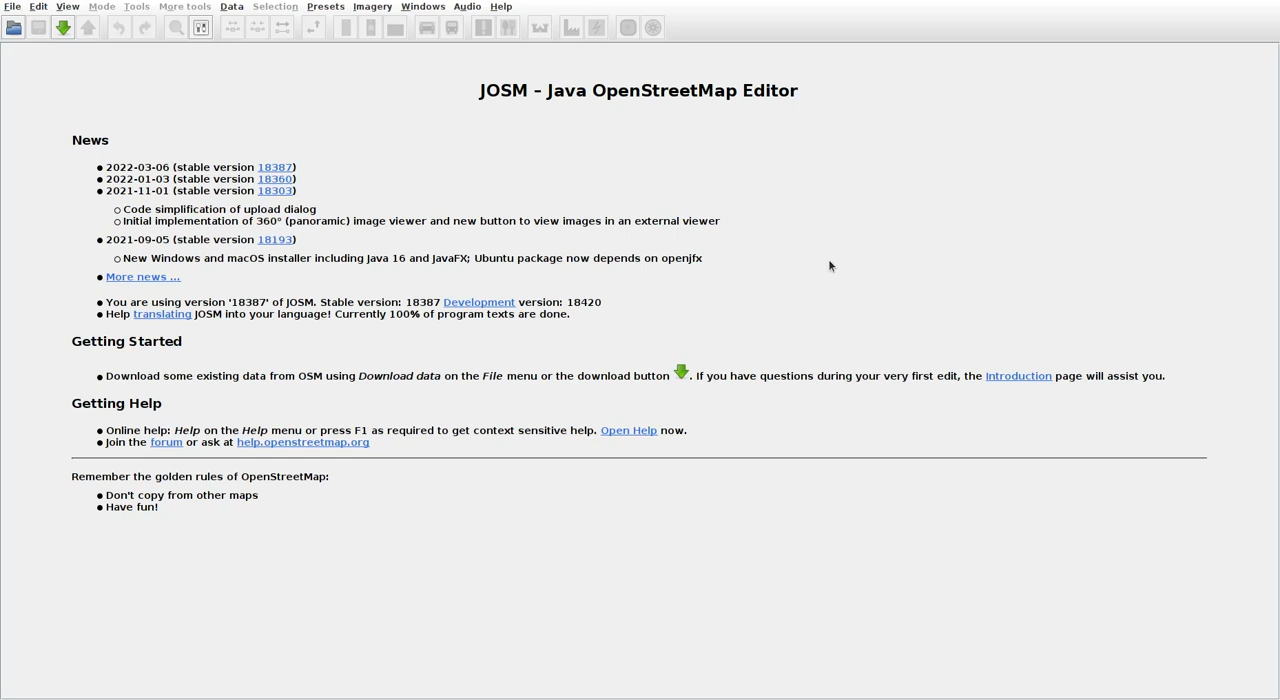 File Edit View Mode Tools More tools Data Selection Presets Imagery Windows Audio Help
JOSM – Java OpenStreetMap Editor
News
● 2022-03-06 (stable version 18387)
● 2022-01-03 (stable version 18360)
● 2021-11-01 (stable version 18303)
○ Code simplification of upload dialog
○ Initial implementation of 360° (panoramic) image viewer and new button to view images in an external viewer
● 2021-09-05 (stable version 18193)
○ New Windows and macOS installer including Java 16 and JavaFX; Ubuntu package now depends on openjfx
● More news ...
● You are using version '18387' of JOSM. Stable version: 18387 Development version: 18420
● Help translating JOSM into your language! Currently 100% of program texts are done.
Getting Started
● Download some existing data from OSM using Download data on the File menu or the download button . If you have questions during your very first edit, the Introduction page will assist you.
Getting Help
● Online help: Help on the Help menu or press F1 as required to get context sensitive help. Open Help now.
● Join the forum or ask at help.openstreetmap.org
Remember the golden rules of OpenStreetMap:
● Don't copy from other maps
● Have fun!